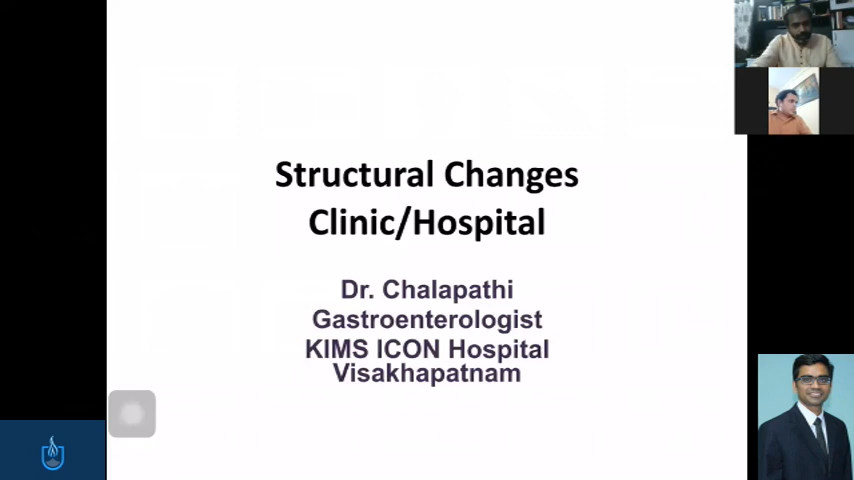 Structural Changes
Clinic/Hospital
Dr. Chalapathi
Gastroenterologist
KIMS ICON Hospital
Visakhapatnam